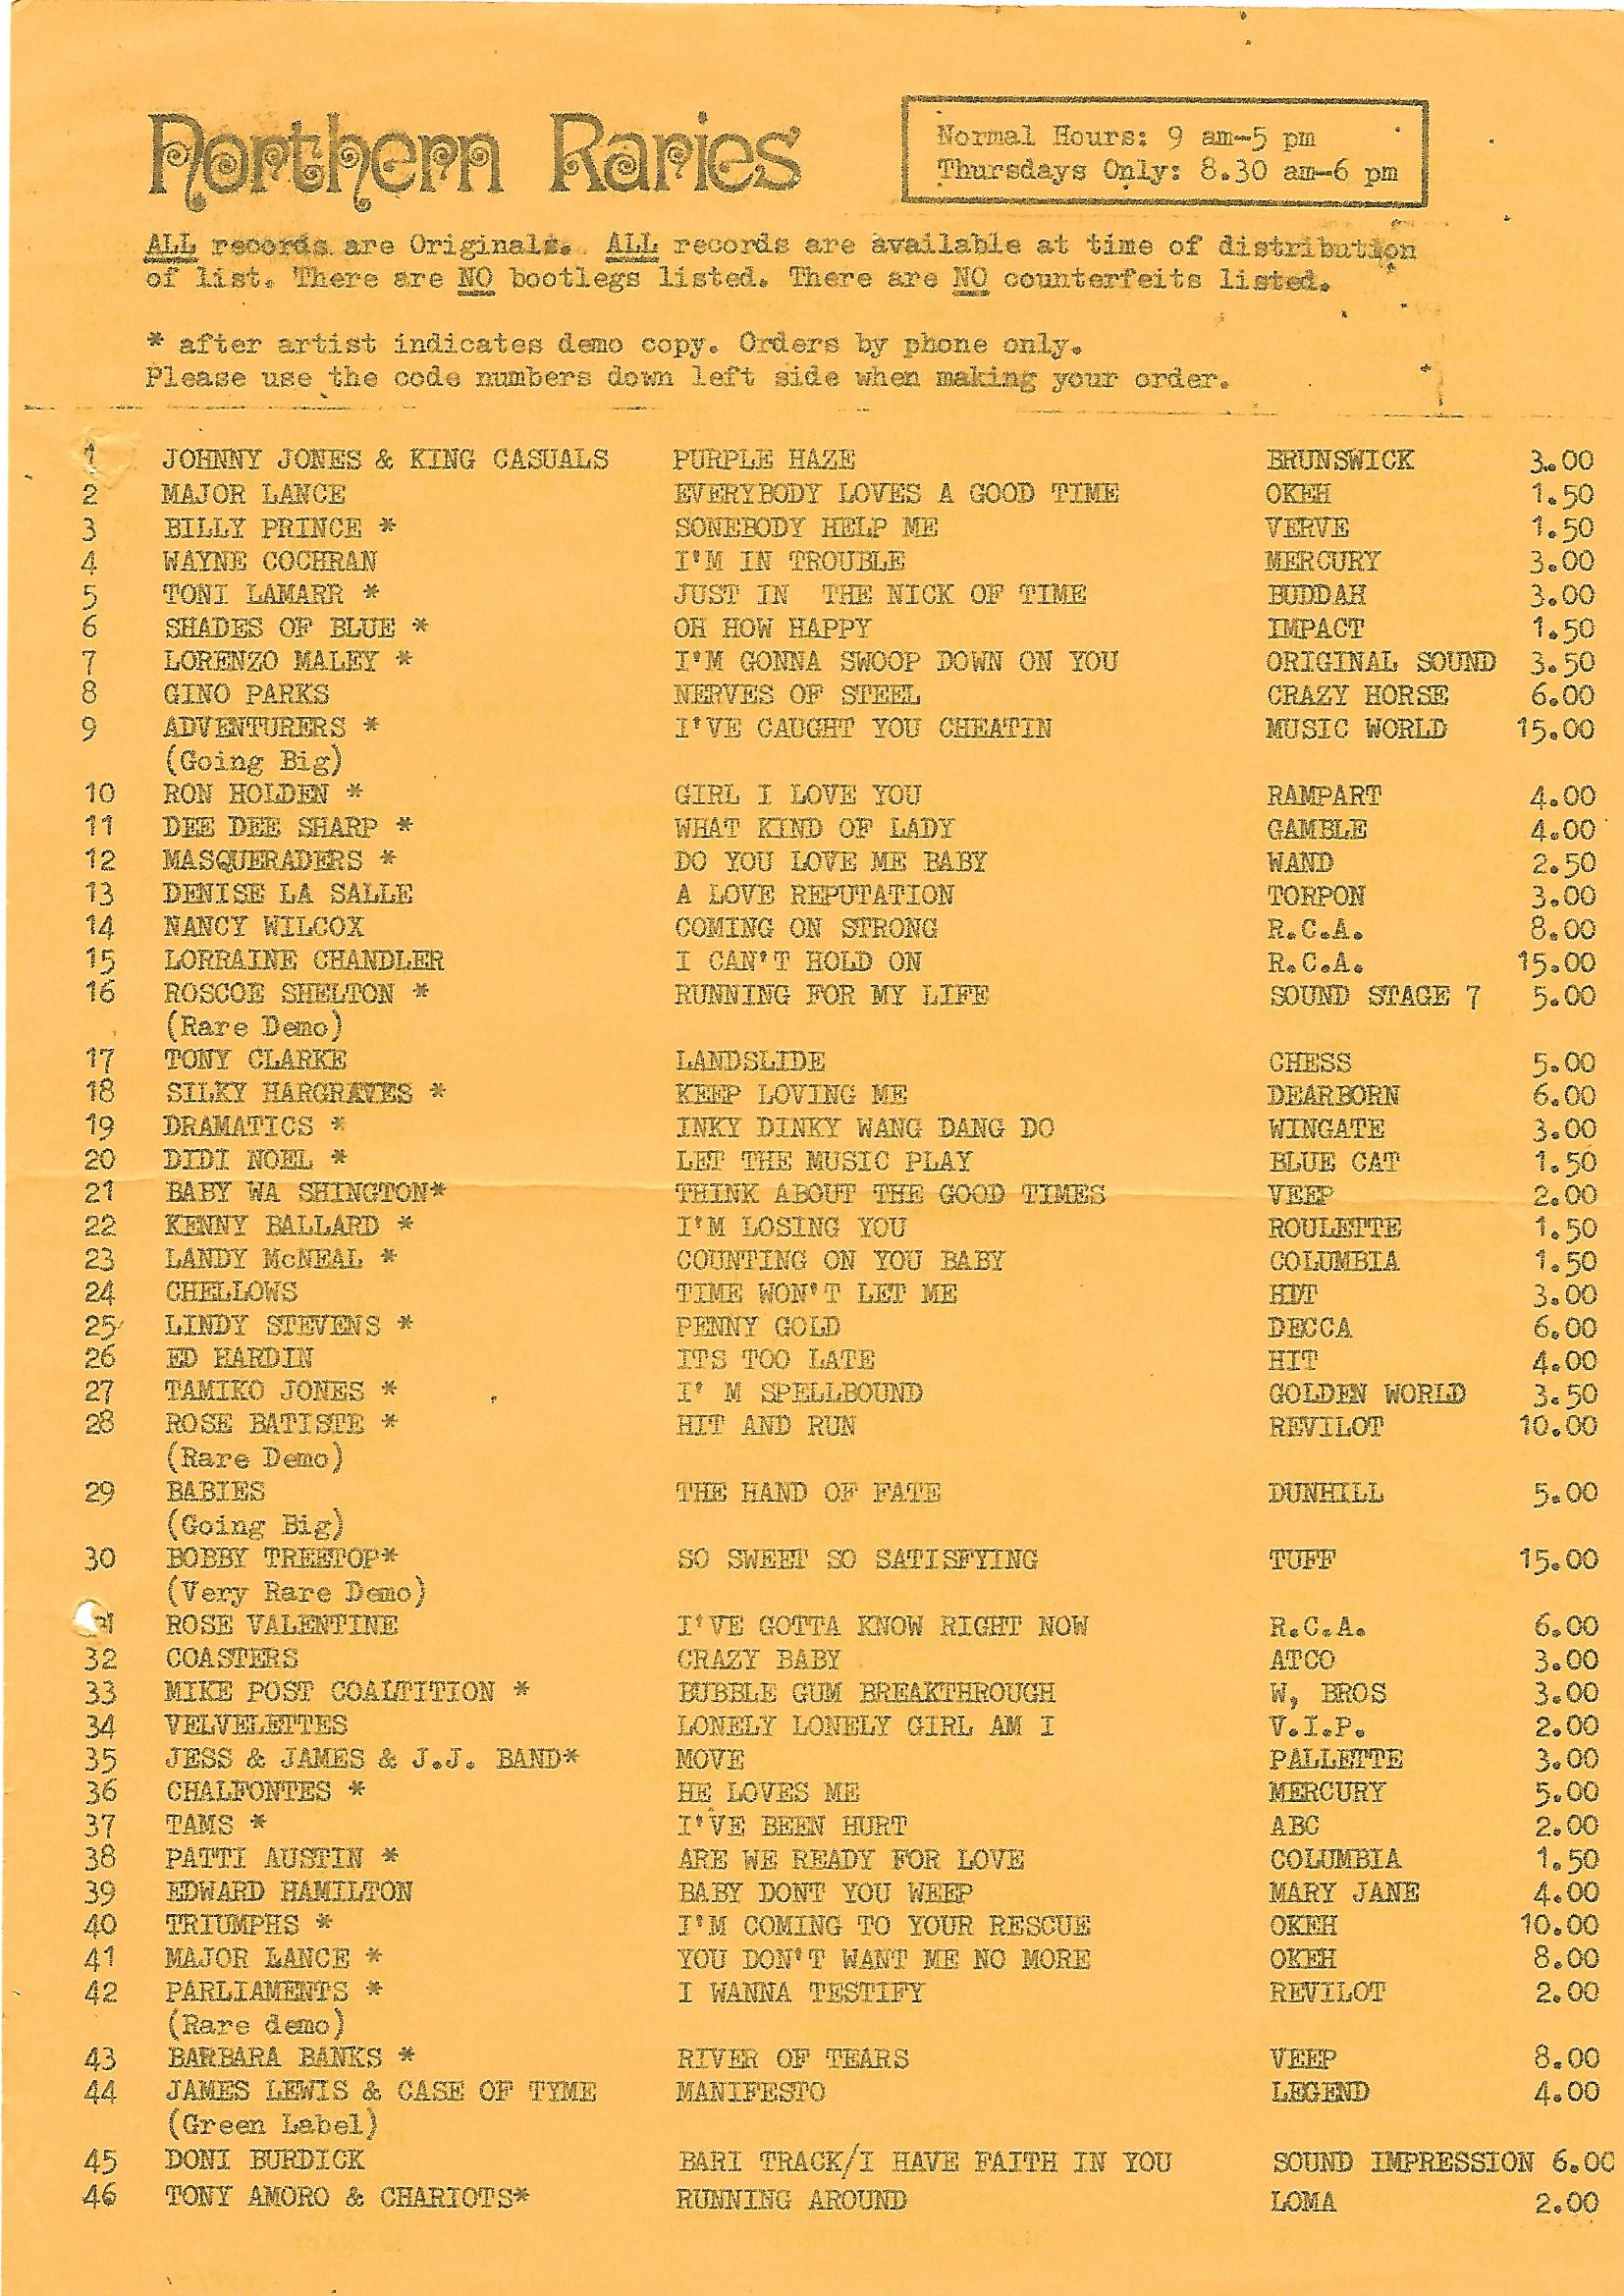 Northern Raries
Normal Hours: 9 am-5 pm
Thursdays Only: 8.30 am-6 pm
ALL records are Originals. ALL records are available at time of distribution
of list. There are NO bootlegs listed. There are NO counterfeits listed.
* after artist indicates demo copy. Orders by phone only.
Please use the code numbers down left side when making your order.
1 JOHNNY JONES & KING CASUALS PURPLE HAZE BRUNSWICK 3.00
2 MAJOR LANCE EVERYBODY LOVES A GOOD TIME OKEH 1.50
3 BILLY PRINCE * SONEBODY HELP ME VERVE 1.50
4 WAYNE COCHRAN I'M IN TROUBLE MERCURY 3.00
5 TONI LAMARR * JUST IN THE NICK OF TIME BUDDAH 3.00
6 SHADES OF BLUE * OH HOW HAPPY IMPACT 1.50
7 LORENZO MALEY * I'M GONNA SWOOP DOWN ON YOU ORIGINAL SOUND 3.50
8 GINO PARKS NERVES OF STEEL CRAZY HORSE 6.00
9 ADVENTURERS * I'VE CAUGHT YOU CHEATIN MUSIC WORLD 15.00
(Going Big)
10 RON HOLDEN * GIRL I LOVE YOU RAMPART 4.00
11 DEE DEE SHARP * WHAT KIND OF LADY GAMBLE 4.00
12 MASQUERADERS * DO YOU LOVE ME BABY WAND 2.50
13 DENISE LA SALLE A LOVE REPUTATION TORPON 3.00
14 NANCY WILCOX COMING ON STRONG R.C.A. 8.00
15 LORRAINE CHANDLER I CAN'T HOLD ON R.C.A. 15.00
16 ROSCOE SHELTON * RUNNING FOR MY LIFE SOUND STAGE 7 5.00
(Rare Demo)
17 TONY CLARKE LANDSLIDE CHESS 5.00
18 SILKY HARGRAVES * KEEP LOVING ME DEARBORN 6.00
19 DRAMATICS * INKY DINKY WANG DANG DO WINGATE 3.00
20 DIDI NOEL * LET THE MUSIC PLAY BLUE CAT 1.50
21 BABY WA SHINGTON* THINK ABOUT THE GOOD TIMES VEEP 2.00
22 KENNY BALLARD * I'M LOSING YOU ROULETTE 1.50
23 LANDY McNEAL * COUNTING ON YOU BABY COLUMBIA 1.50
24 CHELLOWS TIME WON'T LET ME HIT 3.00
25 LINDY STEVENS * PENNY GOLD DECCA 6.00
26 ED HARDIN ITS TOO LATE HIT 4.00
27 TAMIKO JONES * I' M SPELLBOUND GOLDEN WORLD 3.50
28 ROSE BATISTE * HIT AND RUN REVILOT 10.00
(Rare Demo)
29 BABIES THE HAND OF FATE DUNHILL 5.00
(Going Big)
30 BOBBY TREETOP* SO SWEET SO SATISFYING TUFF 15.00
(Very Rare Demo)
31 ROSE VALENTINE I'VE GOTTA KNOW RIGHT NOW R.C.A. 6.00
32 COASTERS CRAZY BABY ATCO 3.00
33 MIKE POST COALTITION * BUBBLE GUM BREAKTHROUGH W, BROS 3.00
34 VELVELETTES LONELY LONELY GIRL AM I V.I.P. 2.00
35 JESS & JAMES & J.J. BAND* MOVE PALLETTE 3.00
36 CHALFONTES * HE LOVES ME MERCURY 5.00
37 TAMS * I'VE BEEN HURT ABC 2.00
38 PATTI AUSTIN * ARE WE READY FOR LOVE COLUMBIA 1.50
39 EDWARD HAMILTON BABY DONT YOU WEEP MARY JANE 4.00
40 TRIUMPHS * I'M COMING TO YOUR RESCUE OKEH 10.00
41 MAJOR LANCE * YOU DON'T WANT ME NO MORE OKEH 8.00
42 PARLIAMENTS * I WANNA TESTIFY REVILOT 2.00
(Rare demo)
43 BARBARA BANKS * RIVER OF TEARS VEEP 8.00
44 JAMES LEWIS & CASE OF TYME MANIFESTO LEGEND 4.00
(Green Label)
45 DONI BURDICK BARI TRACK/I HAVE FAITH IN YOU SOUND IMPRESSION 6.00
46 TONY AMORO & CHARIOTS* RUNNING AROUND LOMA 2.00